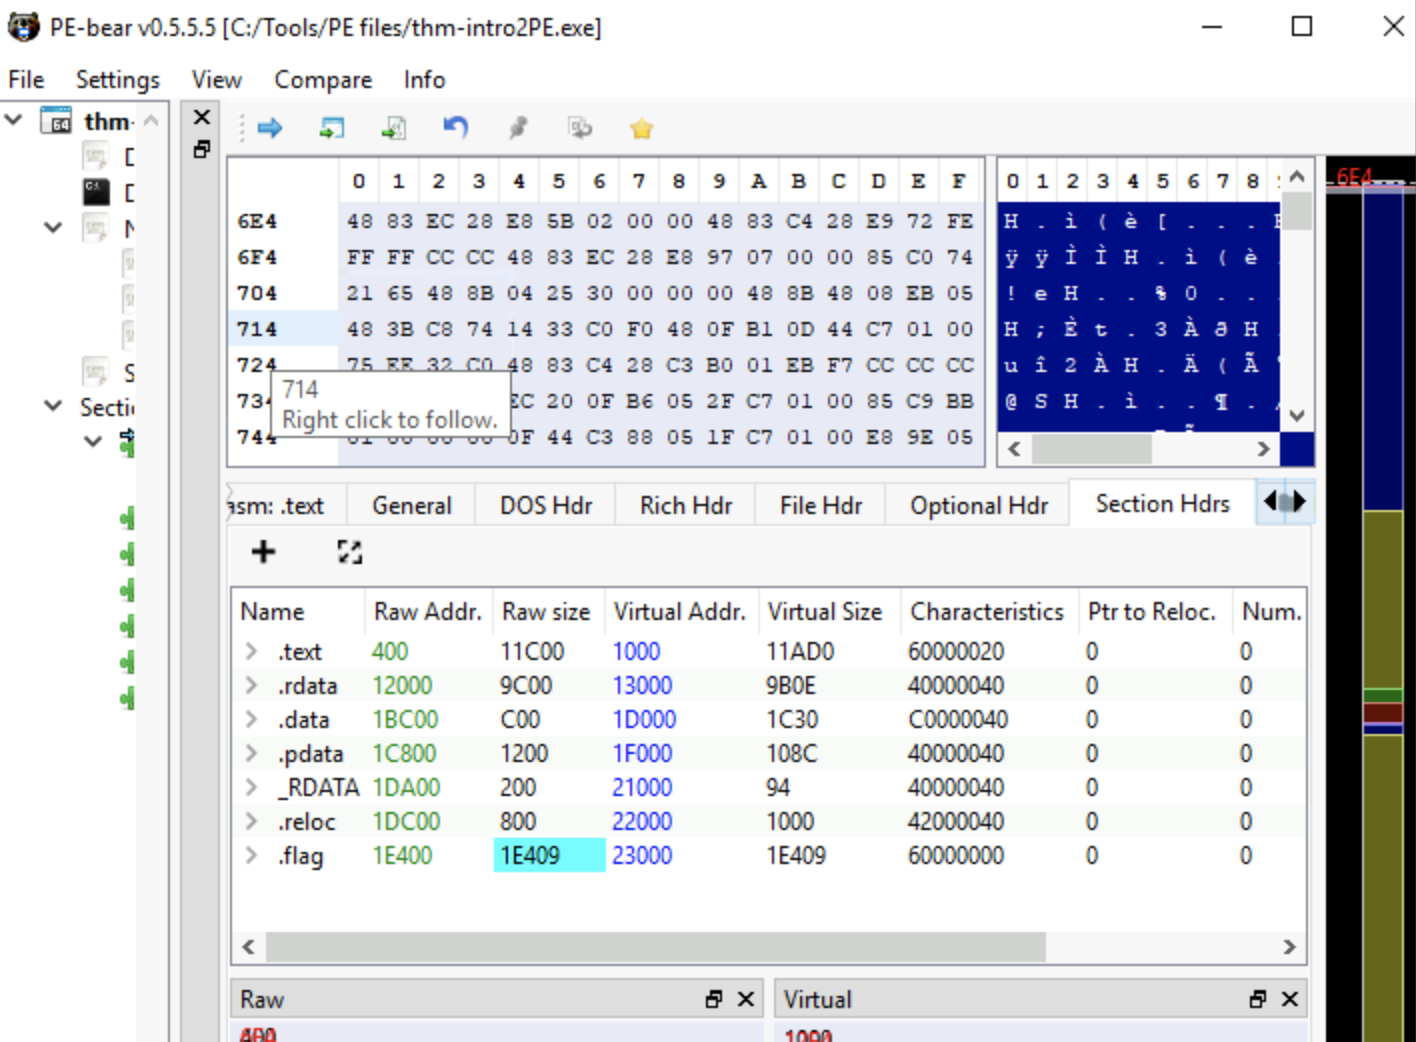 PE-bear v0.5.5.5 [C:/Tools/PE files/thm-intro2PE.exe]
File Settings View Compare Info
thm-
0 1 2 3 4 5 6 7 8 9 A B C D E F
6E4 48 83 EC 28 E8 5B 02 00 00 48 83 C4 28 E9 72 FE
6F4 FF FF CC CC 48 83 EC 28 E8 97 07 00 00 85 C0 74
704 21 65 48 8B 04 25 30 00 00 00 48 8B 48 08 EB 05
714 48 3B C8 74 14 33 C0 F0 48 0F B1 0D 44 C7 01 00
724 75 EE 32 C0 48 83 C4 28 C3 B0 01 EB F7 CC CC CC
734 EC 20 0F B6 05 2F C7 01 00 85 C9 BB
744 0F 44 C3 88 05 1F C7 01 00 E8 9E 05
714
Right click to follow.
0 1 2 3 4 5 6 7 8
H . ì ( è [ . . .
ÿ ÿ Ì Ì H . ì ( è
! e H . . % 0 . .
H ; È t . 3 À ð H
u î 2 À H . Ä ( Ã
@ S H . ì . . ¶ .
6E4
asm: .text General DOS Hdr Rich Hdr File Hdr Optional Hdr Section Hdrs
Name Raw Addr. Raw size Virtual Addr. Virtual Size Characteristics Ptr to Reloc. Num.
.text 400 11C00 1000 11AD0 60000020 0 0
.rdata 12000 9C00 13000 9B0E 40000040 0 0
.data 1BC00 C00 1D000 1C30 C0000040 0 0
.pdata 1C800 1200 1F000 108C 40000040 0 0
_RDATA 1DA00 200 21000 94 40000040 0 0
.reloc 1DC00 800 22000 1000 42000040 0 0
.flag 1E400 1E409 23000 1E409 60000000 0 0
Raw
Virtual